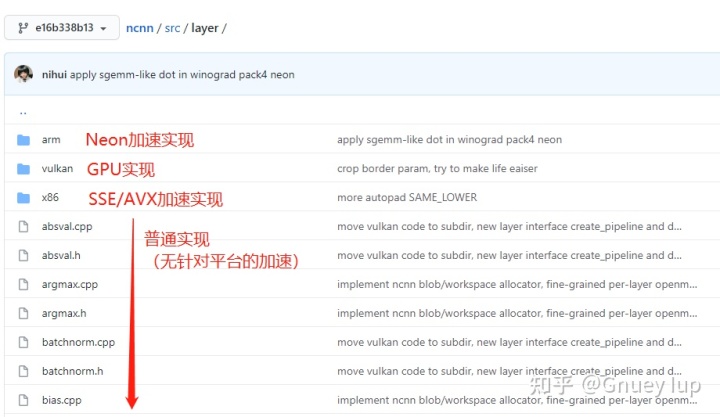 e16b338b13 ncnn / src / layer /
nihui apply sgemm-like dot in winograd pack4 neon
..
arm Neon加速实现 apply sgemm-like dot in winograd pack4 neon
vulkan GPU实现 crop border param, try to make life eaiser
x86 SSE/AVX加速实现 more autopad SAME_LOWER
absval.cpp move vulkan code to subdir, new layer interface create_pipeline and d...
普通实现
absval.h move vulkan code to subdir, new layer interface create_pipeline and d...
（无针对平台的加速）
argmax.cpp implement ncnn blob/workspace allocator, fine-grained per-layer openm...
argmax.h implement ncnn blob/workspace allocator, fine-grained per-layer openm...
batchnorm.cpp move vulkan code to subdir, new layer interface create_pipeline and d...
batchnorm.h move vulkan code to subdir, new layer interface create_pipeline and d...
bias.cpp implement ncnn blob/workspace allocator, fine-grained per-layer openm...
知乎 @Gnuey Iup